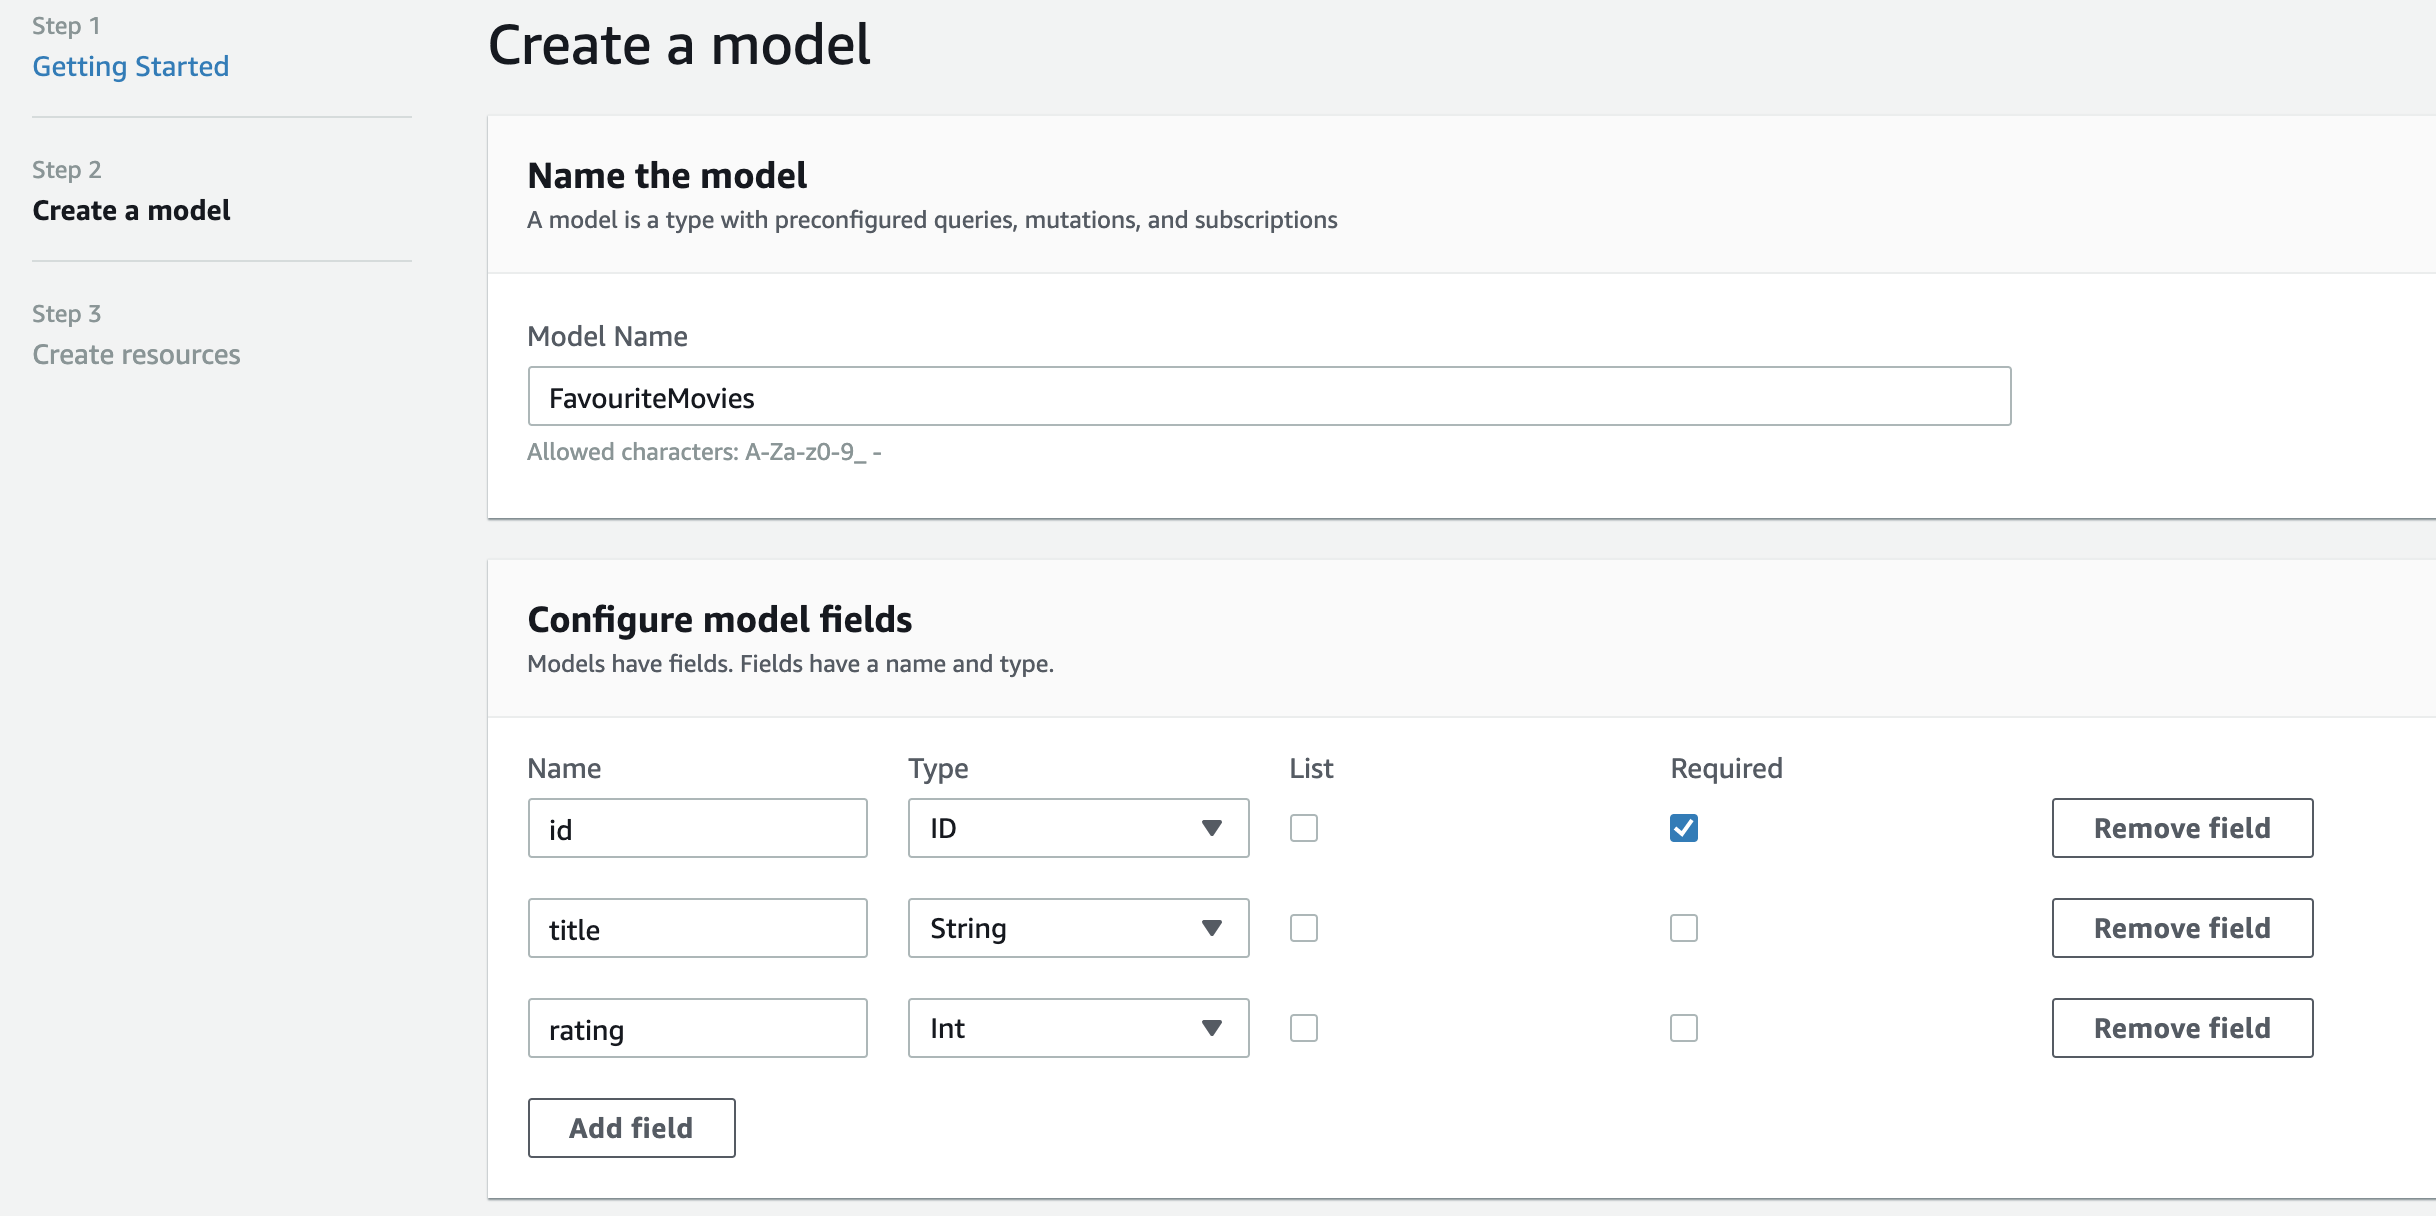 Step 1
Getting Started
Step 2
Create a model
Step 3
Create resources
Create a model
Name the model
A model is a type with preconfigured queries, mutations, and subscriptions
Model Name
FavouriteMovies
Allowed characters: A-Za-z0-9_ -
Configure model fields
Models have fields. Fields have a name and type.
Name Type List Required
id ID Remove field
title String Remove field
rating Int Remove field
Add field